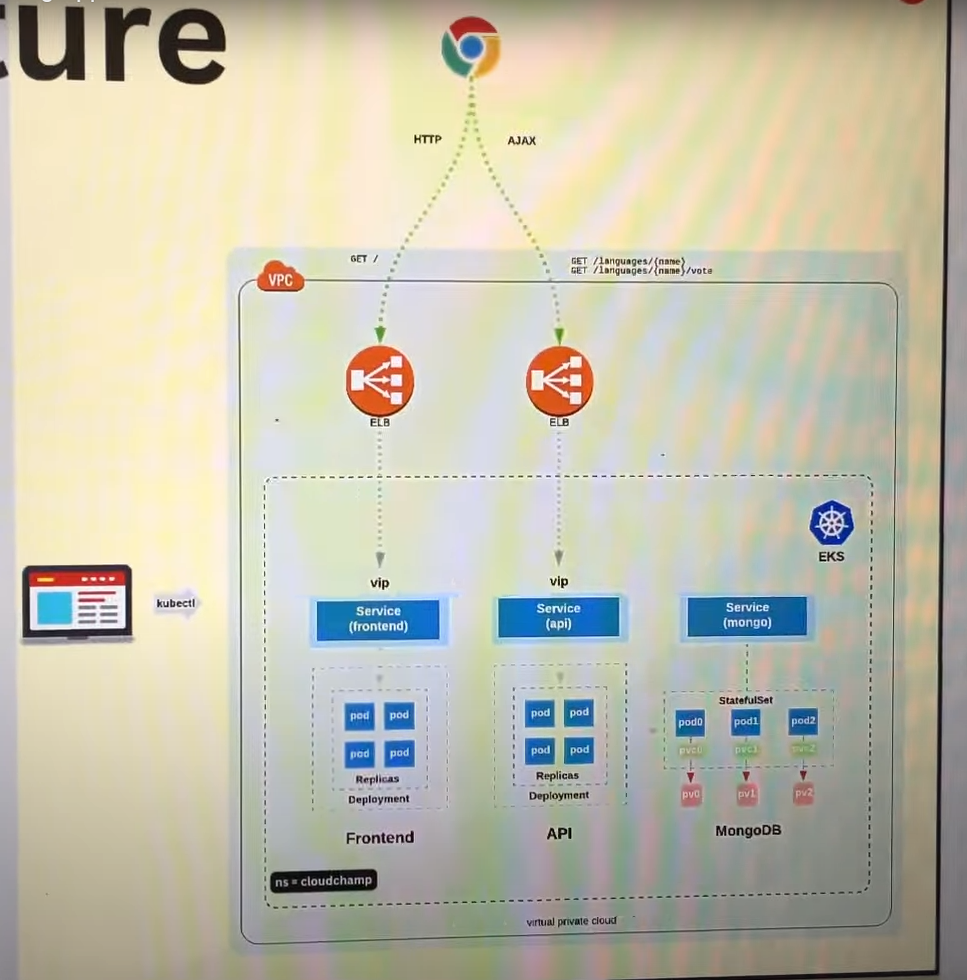 ture
HTTP
AJAX
GET /
GET /languages/{name}
GET /languages/{name}/vote
VPC
ELB
ELB
EKS
kubectl
vip
vip
Service
(frontend)
Service
(api)
Service
(mongo)
pod
pod
pod
pod
Replicas
Deployment
Frontend
pod
pod
pod
pod
Replicas
Deployment
API
StatefulSet
pod0
pod1
pod2
pvc0
pvc1
pvc2
pv0
pv1
pv2
MongoDB
ns = cloudchamp
virtual private cloud